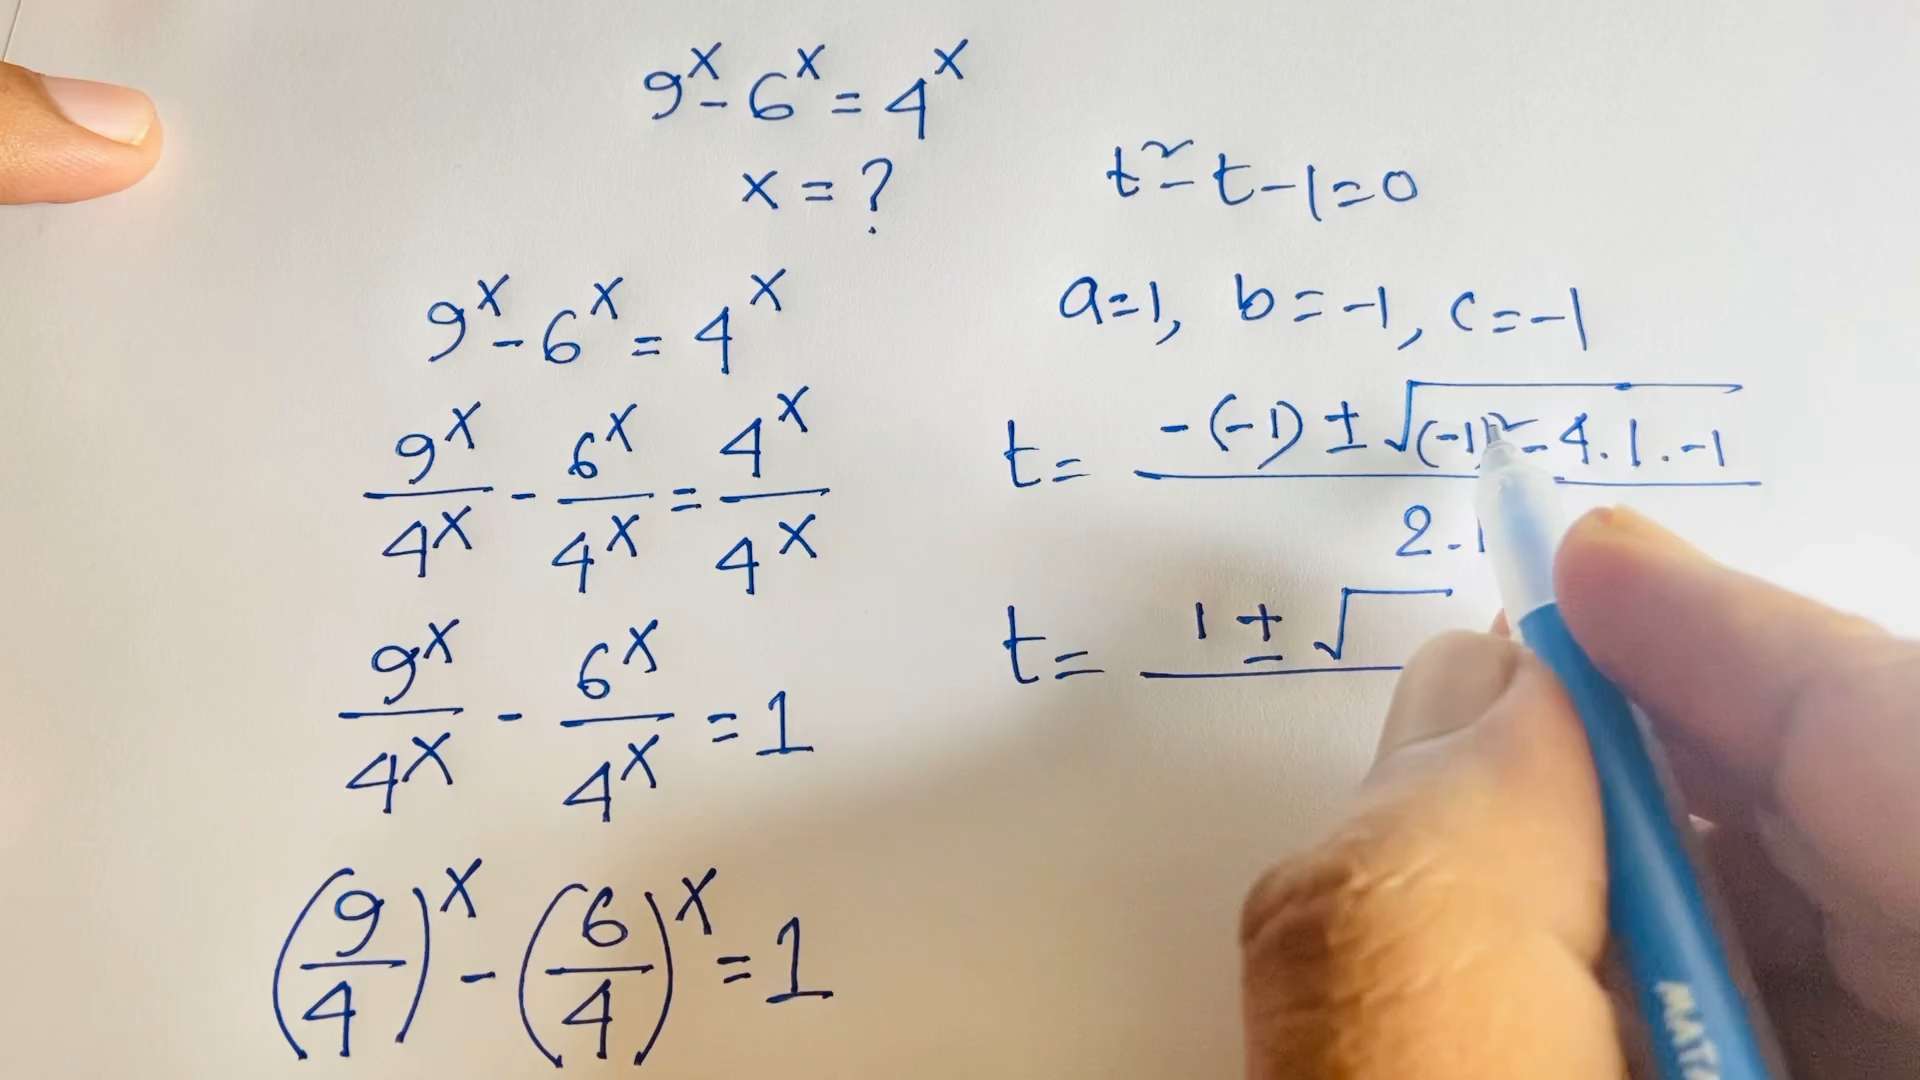 9^x - 6^x = 4^x
x = ?
9^x - 6^x = 4^x
9^x/4^x - 6^x/4^x = 4^x/4^x
9^x/4^x - 6^x/4^x = 1
(9/4)^x - (6/4)^x = 1
t² - t - 1 = 0
a=1, b = -1, c = -1
t = (-(-1) ± √((-1)² - 4.1.-1))/2.1
t = 1 ± √